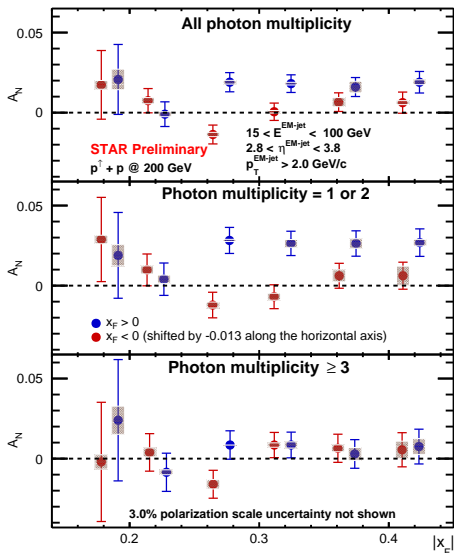 All photon multiplicity
0.05
A_N
0
STAR Preliminary
p↑ + p @ 200 GeV
15 < E^EM-jet < 100 GeV
2.8 < η^EM-jet < 3.8
p_T^EM-jet > 2.0 GeV/c
Photon multiplicity = 1 or 2
0.05
A_N
0
x_F > 0
x_F < 0 (shifted by -0.013 along the horizontal axis)
Photon multiplicity ≥ 3
0.05
A_N
0
3.0% polarization scale uncertainty not shown
0.2 0.3 0.4 |x_F|